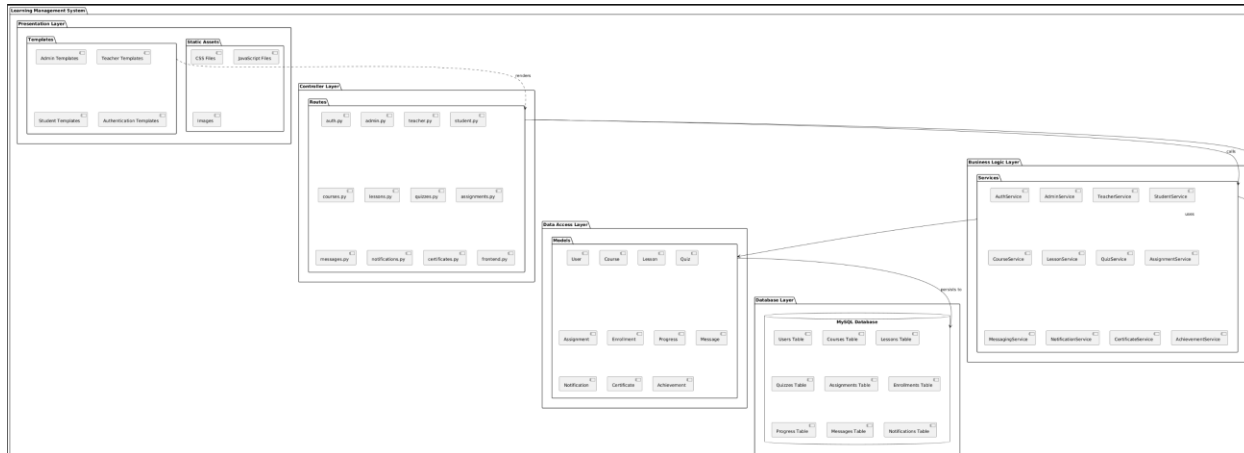 Learning Management System
Presentation Layer
Templates
Admin Templates
Teacher Templates
Student Templates
Authentication Templates
Static Assets
CSS Files
JavaScript Files
Images
renders
Controller Layer
Routes
auth.py
admin.py
teacher.py
student.py
courses.py
lessons.py
quizzes.py
assignments.py
messages.py
notifications.py
certificates.py
frontend.py
calls
Business Logic Layer
Services
AuthService
AdminService
TeacherService
StudentService
uses
CourseService
LessonService
QuizService
AssignmentService
MessagingService
NotificationService
CertificateService
AchievementService
Data Access Layer
Models
User
Course
Lesson
Quiz
Assignment
Enrollment
Progress
Message
Notification
Certificate
Achievement
persists to
Database Layer
MySQL Database
Users Table
Courses Table
Lessons Table
Quizzes Table
Assignments Table
Enrollments Table
Progress Table
Messages Table
Notifications Table